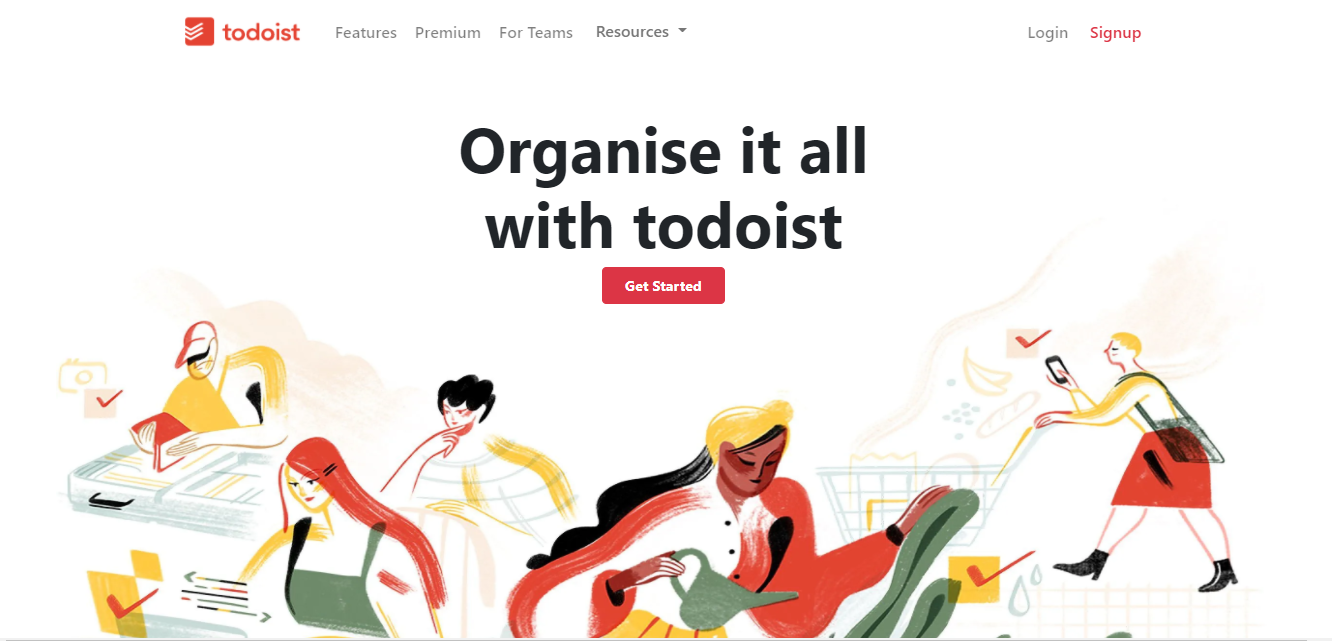 todoist Features Premium For Teams Resources Login Signup
Organise it all
with todoist
Get Started